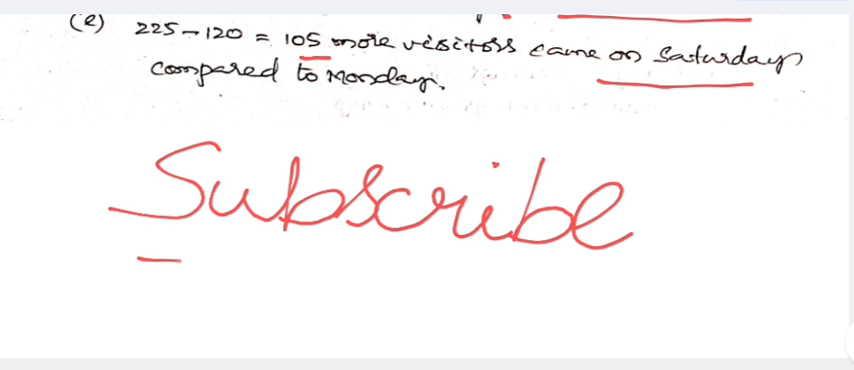 (e) 225-120 = 105 more visitors came on Saturday
compared to Monday.
Subscribe